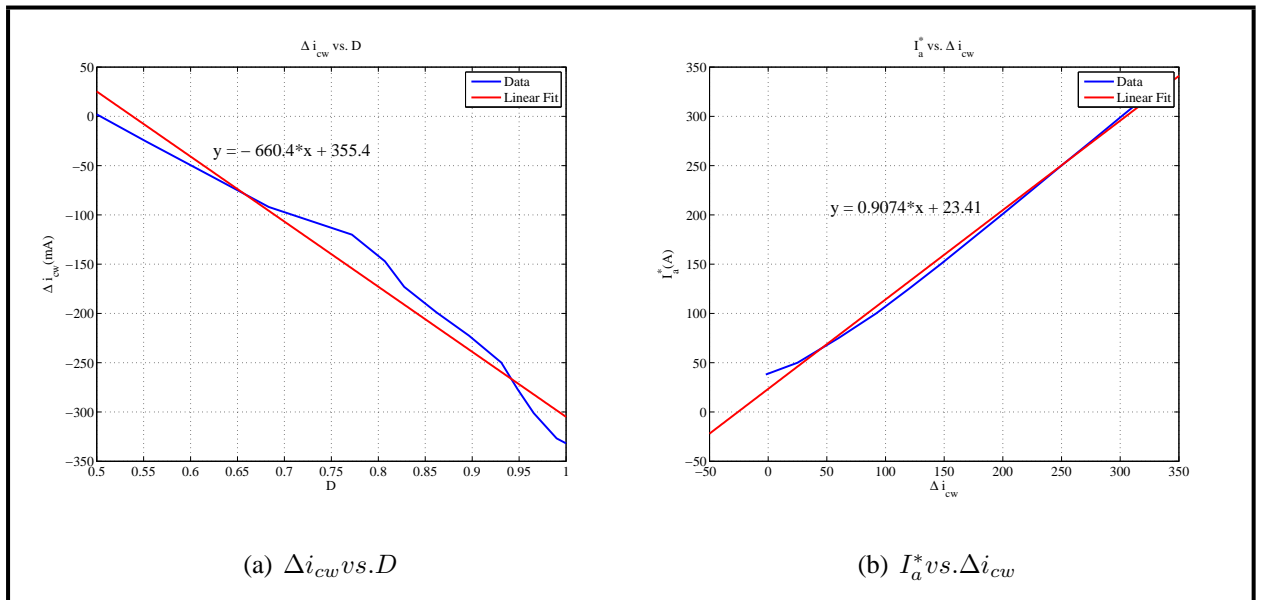 Δ i_cw vs. D
50
0
−50
−100
−150
−200
−250
−300
−350
Δ i_cw (mA)
Data
Linear Fit
y = − 660.4*x + 355.4
0.5 0.55 0.6 0.65 0.7 0.75 0.8 0.85 0.9 0.95 1
D
(a) Δi_cw vs.D
I_a^* vs. Δ i_cw
350
300
250
200
150
100
50
0
−50
I_a^* (A)
Data
Linear Fit
y = 0.9074*x + 23.41
−50 0 50 100 150 200 250 300 350
Δ i_cw
(b) I_a^* vs.Δi_cw